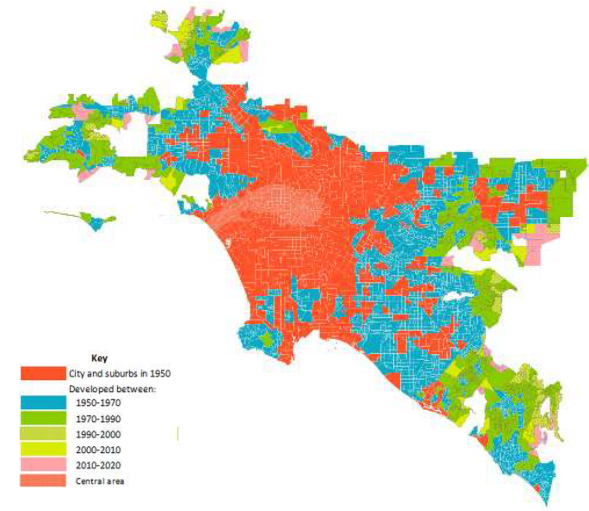 Key
City and suburbs in 1950
Developed between:
1950-1970
1970-1990
1990-2000
2000-2010
2010-2020
Central area